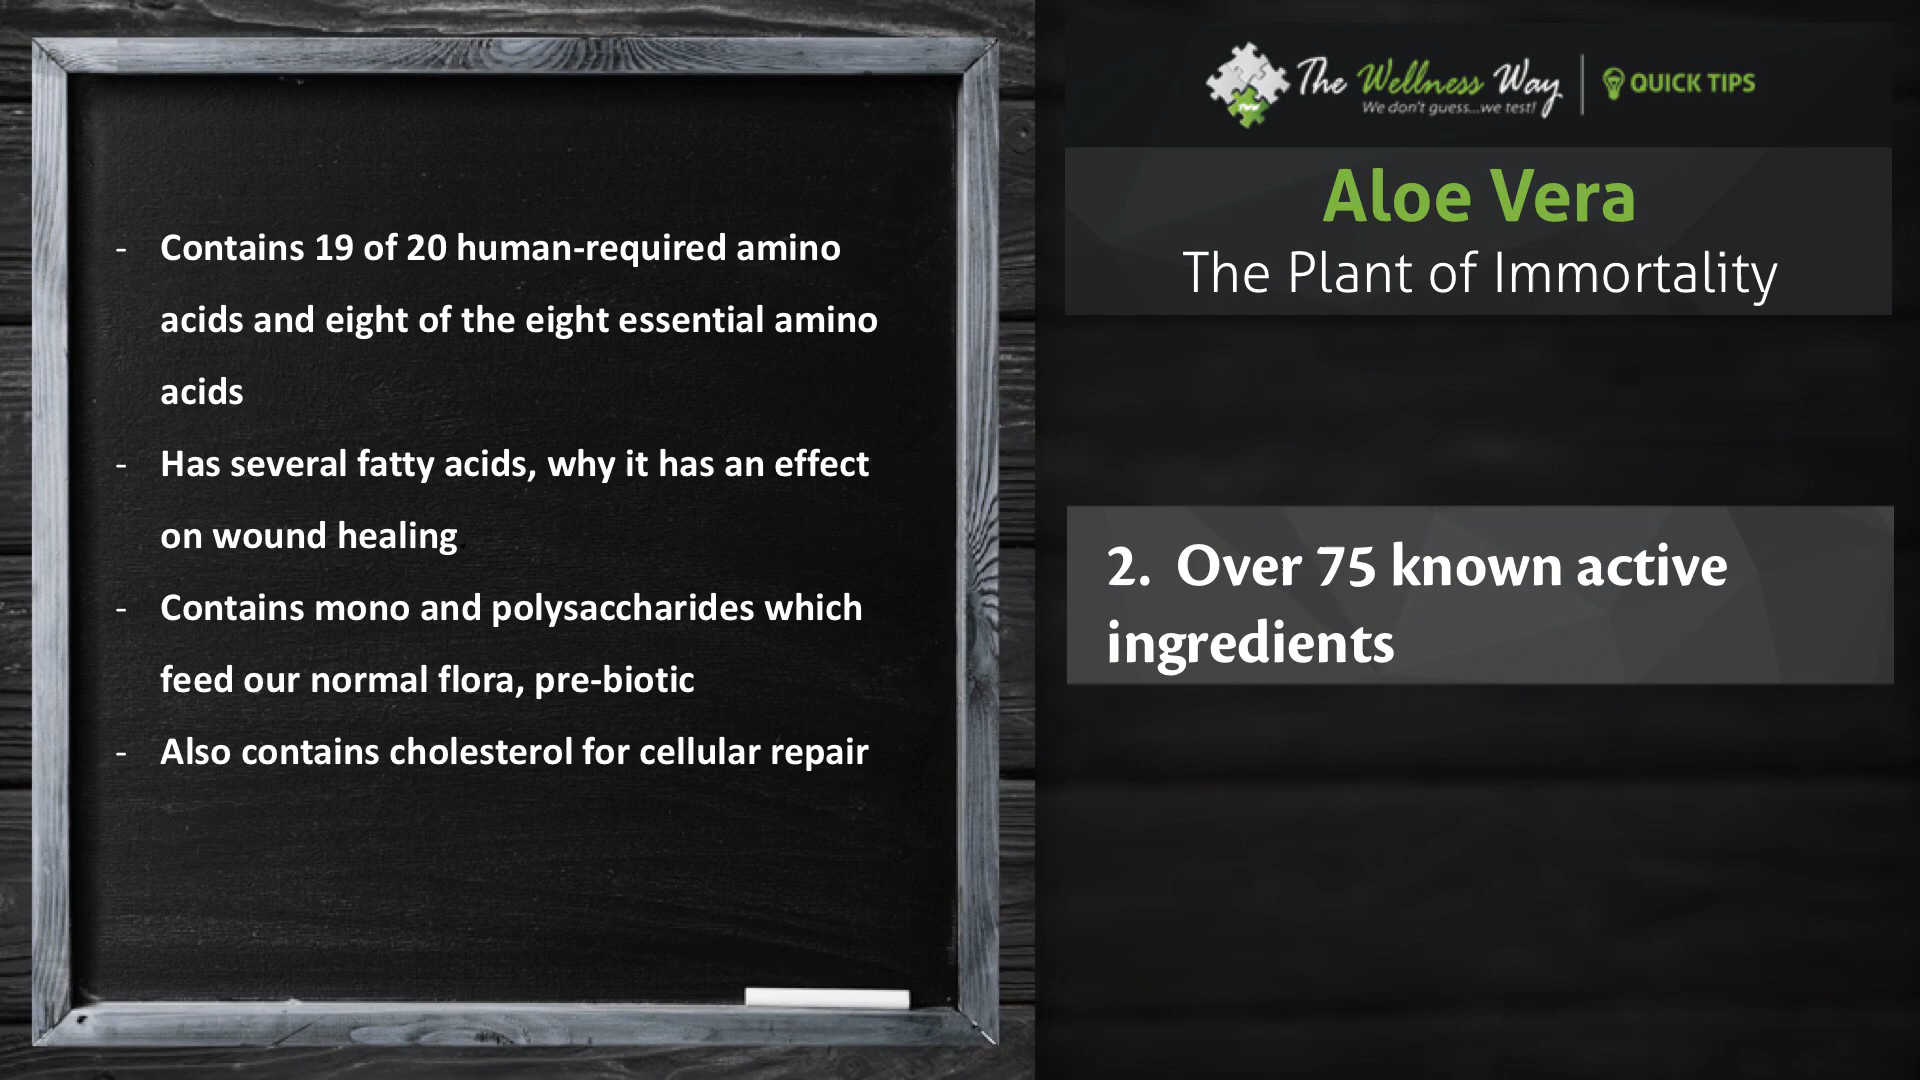 - Contains 19 of 20 human-required amino
acids and eight of the eight essential amino
acids
- Has several fatty acids, why it has an effect
on wound healing
- Contains mono and polysaccharides which
feed our normal flora, pre-biotic
- Also contains cholesterol for cellular repair
The Wellness Way
We don't guess...we test!
QUICK TIPS
Aloe Vera
The Plant of Immortality
2. Over 75 known active
ingredients